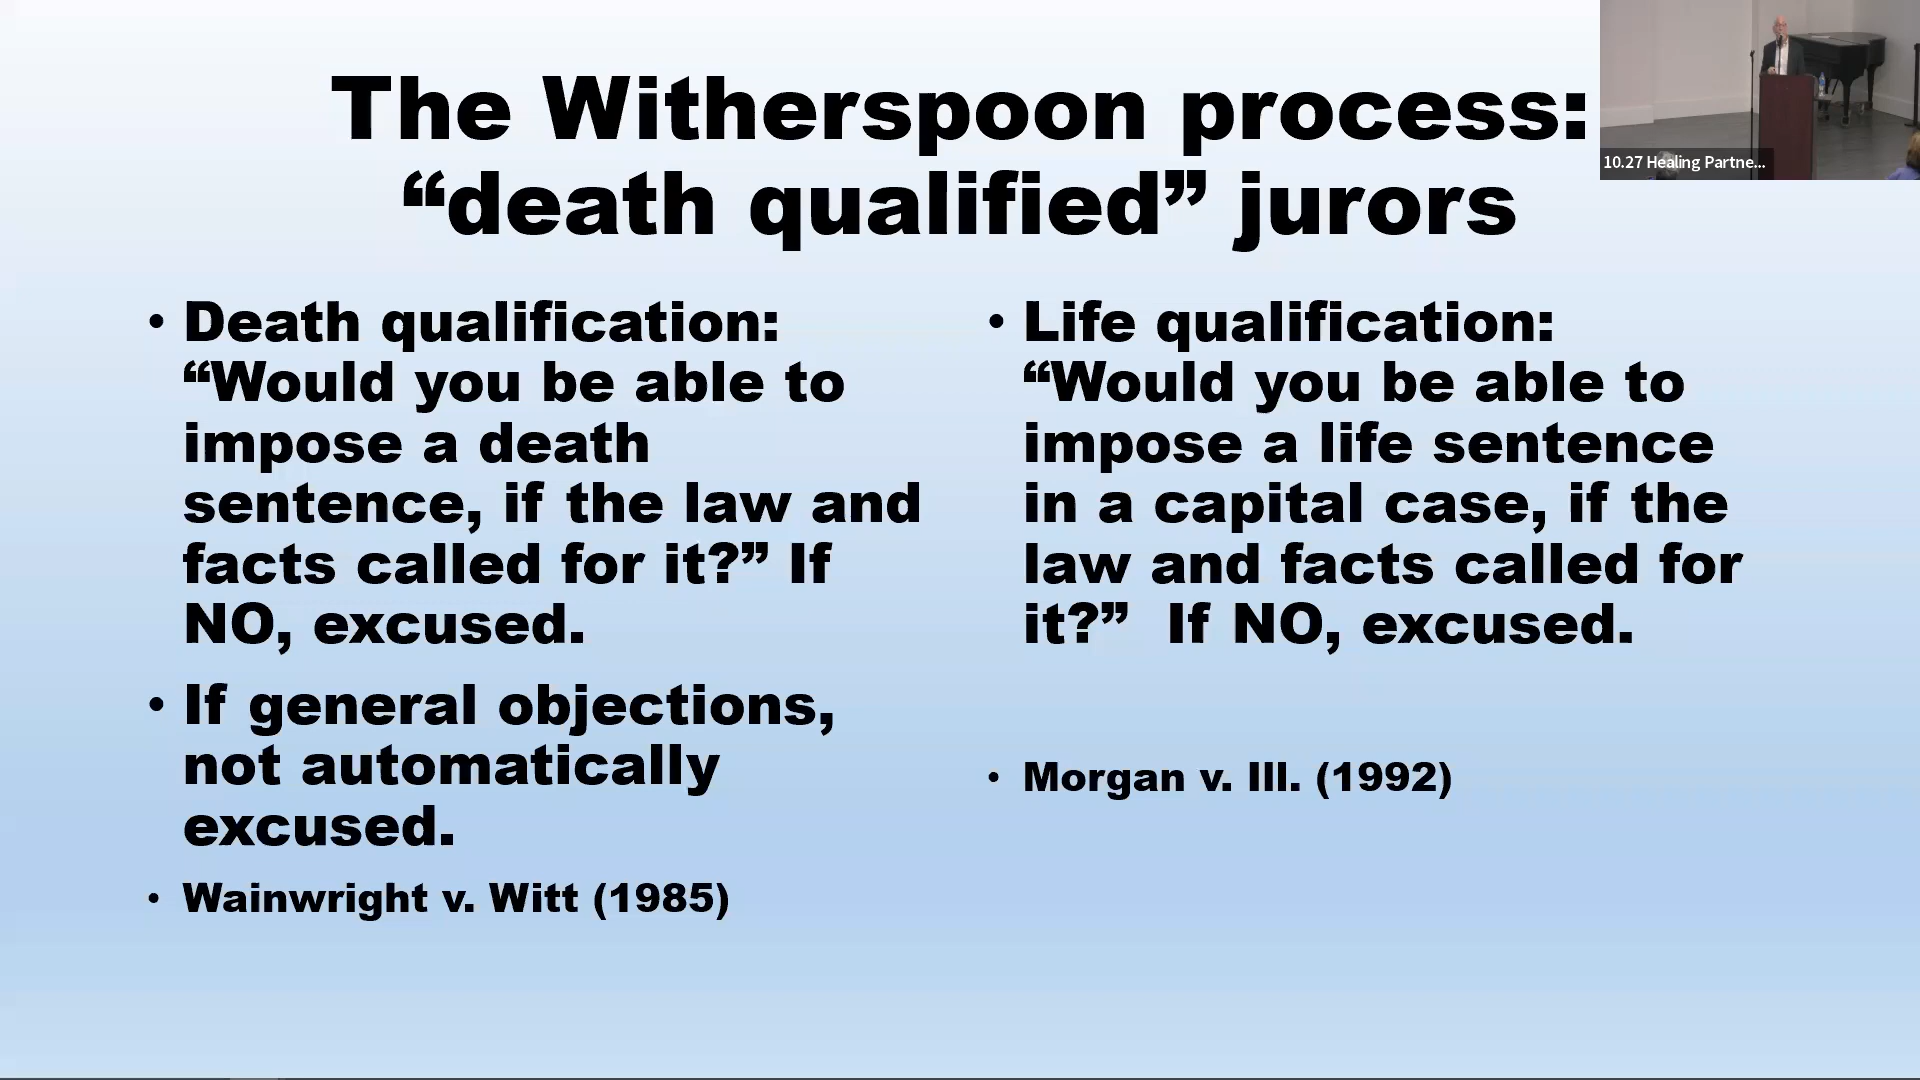 The Witherspoon process:
“death qualified” jurors
• Death qualification:
“Would you be able to
impose a death
sentence, if the law and
facts called for it?” If
NO, excused.
• If general objections,
not automatically
excused.
• Wainwright v. Witt (1985)
• Life qualification:
“Would you be able to
impose a life sentence
in a capital case, if the
law and facts called for
it?”  If NO, excused.
• Morgan v. Ill. (1992)
10.27 Healing Partne...